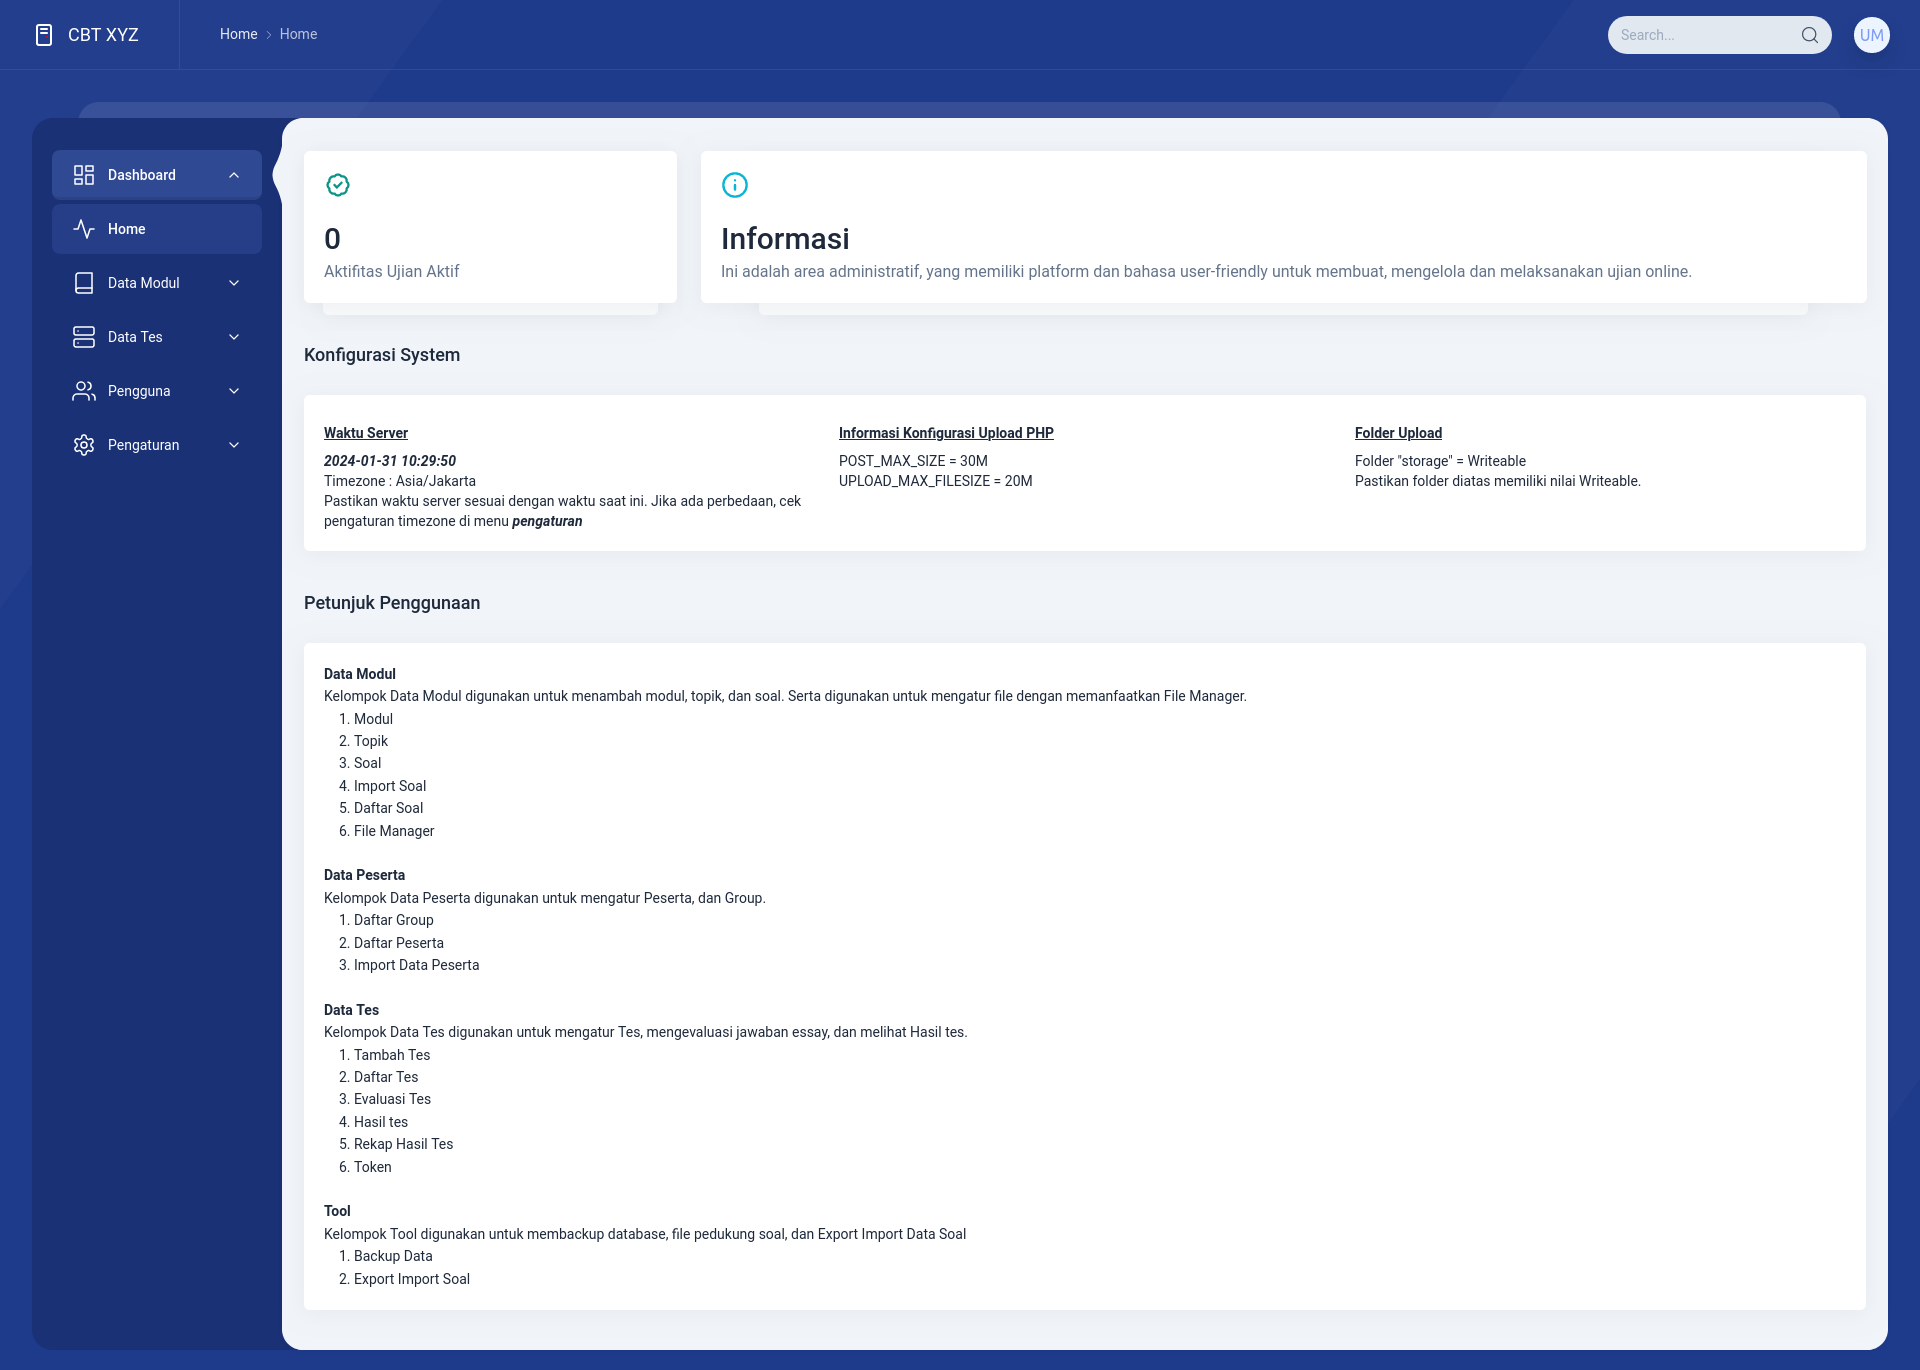 CBT XYZ
Home > Home
Search...
UM
Dashboard
Home
Data Modul
Data Tes
Pengguna
Pengaturan
0
Aktifitas Ujian Aktif
Informasi
Ini adalah area administratif, yang memiliki platform dan bahasa user-friendly untuk membuat, mengelola dan melaksanakan ujian online.
Konfigurasi System
Waktu Server
2024-01-31 10:29:50
Timezone : Asia/Jakarta
Pastikan waktu server sesuai dengan waktu saat ini. Jika ada perbedaan, cek
pengaturan timezone di menu pengaturan
Informasi Konfigurasi Upload PHP
POST_MAX_SIZE = 30M
UPLOAD_MAX_FILESIZE = 20M
Folder Upload
Folder "storage" = Writeable
Pastikan folder diatas memiliki nilai Writeable.
Petunjuk Penggunaan
Data Modul
Kelompok Data Modul digunakan untuk menambah modul, topik, dan soal. Serta digunakan untuk mengatur file dengan memanfaatkan File Manager.
1. Modul
2. Topik
3. Soal
4. Import Soal
5. Daftar Soal
6. File Manager
Data Peserta
Kelompok Data Peserta digunakan untuk mengatur Peserta, dan Group.
1. Daftar Group
2. Daftar Peserta
3. Import Data Peserta
Data Tes
Kelompok Data Tes digunakan untuk mengatur Tes, mengevaluasi jawaban essay, dan melihat Hasil tes.
1. Tambah Tes
2. Daftar Tes
3. Evaluasi Tes
4. Hasil tes
5. Rekap Hasil Tes
6. Token
Tool
Kelompok Tool digunakan untuk membackup database, file pedukung soal, dan Export Import Data Soal
1. Backup Data
2. Export Import Soal